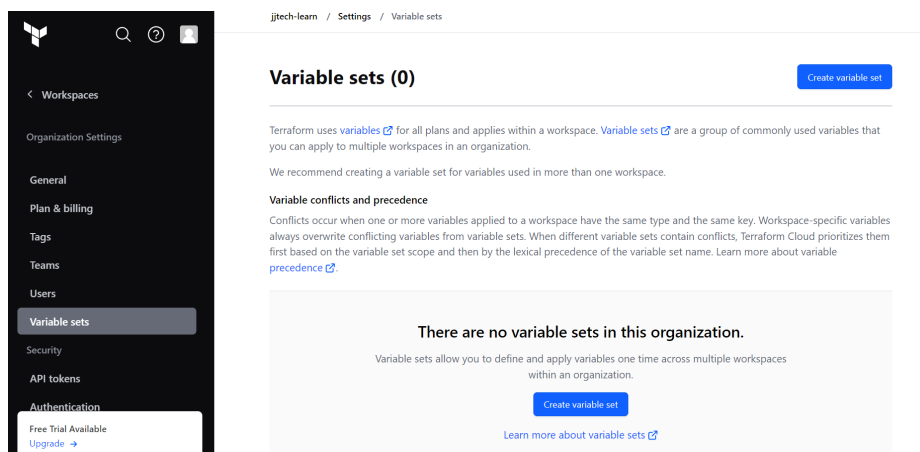 jjtech-learn / Settings / Variable sets
Workspaces
Organization Settings
General
Plan & billing
Tags
Teams
Users
Variable sets
Security
API tokens
Authentication
Free Trial Available
Upgrade →
Variable sets (0)
Create variable set
Terraform uses variables for all plans and applies within a workspace. Variable sets are a group of commonly used variables that
you can apply to multiple workspaces in an organization.
We recommend creating a variable set for variables used in more than one workspace.
Variable conflicts and precedence
Conflicts occur when one or more variables applied to a workspace have the same type and the same key. Workspace-specific variables
always overwrite conflicting variables from variable sets. When different variable sets contain conflicts, Terraform Cloud prioritizes them
first based on the variable set scope and then by the lexical precedence of the variable set name. Learn more about variable
precedence.
There are no variable sets in this organization.
Variable sets allow you to define and apply variables one time across multiple workspaces
within an organization.
Create variable set
Learn more about variable sets